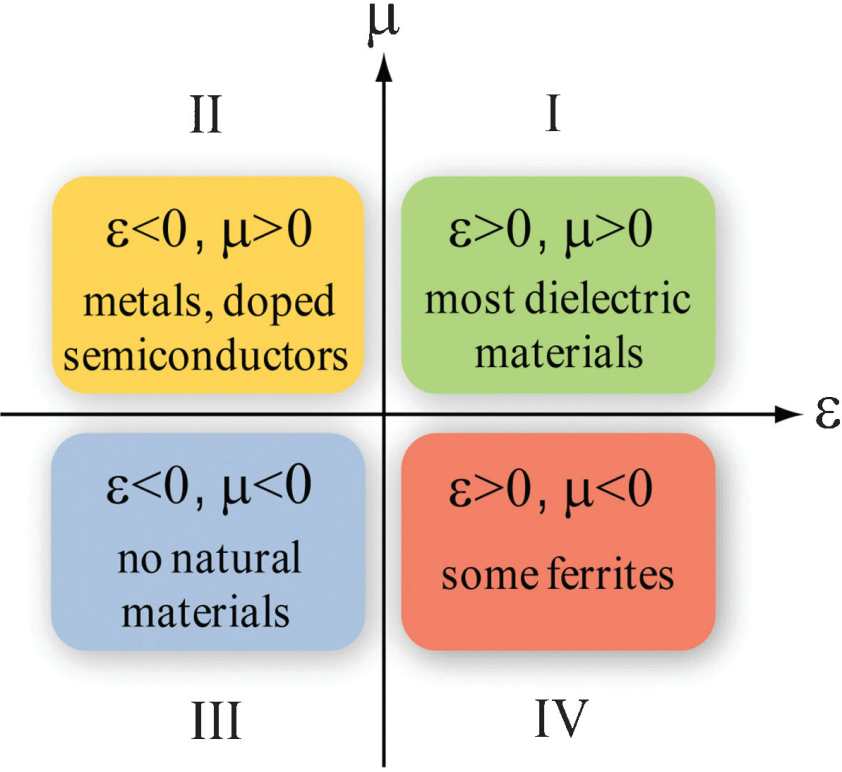 μ
II
I
ε<0, μ>0
metals, doped
semiconductors
ε>0, μ>0
most dielectric
materials
ε
ε<0, μ<0
no natural
materials
ε>0, μ<0
some ferrites
III
IV